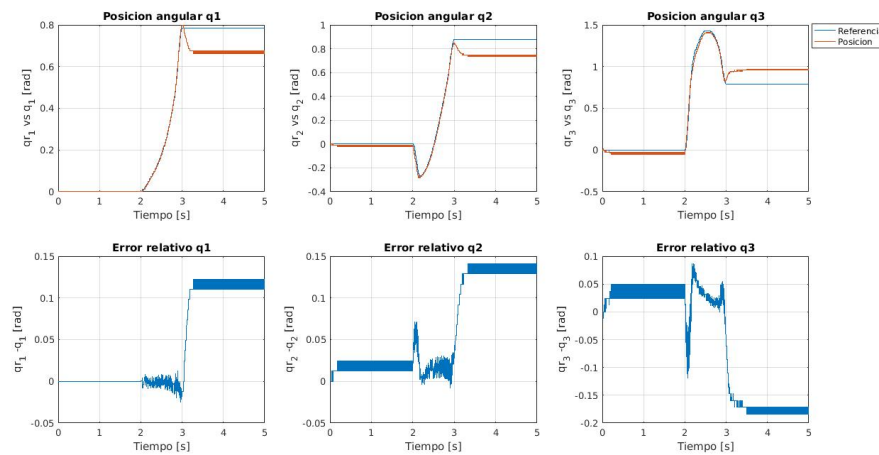 Posicion angular q1
qr1 vs q1 [rad]
0.8
0.6
0.4
0.2
0
0 1 2 3 4 5
Tiempo [s]
Posicion angular q2
qr2 vs q2 [rad]
1
0.8
0.6
0.4
0.2
0
-0.2
-0.4
0 1 2 3 4 5
Tiempo [s]
Posicion angular q3
qr3 vs q3 [rad]
1.5
1
0.5
0
-0.5
0 1 2 3 4 5
Tiempo [s]
Referenci
Posicion
Error relativo q1
qr1 -q1 [rad]
0.15
0.1
0.05
0
-0.05
0 1 2 3 4 5
Tiempo [s]
Error relativo q2
qr2 -q2 [rad]
0.15
0.1
0.05
0
0.05
0 1 2 3 4 5
Tiempo [s]
Error relativo q3
qr3 -q3 [rad]
0.1
0.05
0
-0.05
-0.1
-0.15
-0.2
0 1 2 3 4 5
Tiempo [s]